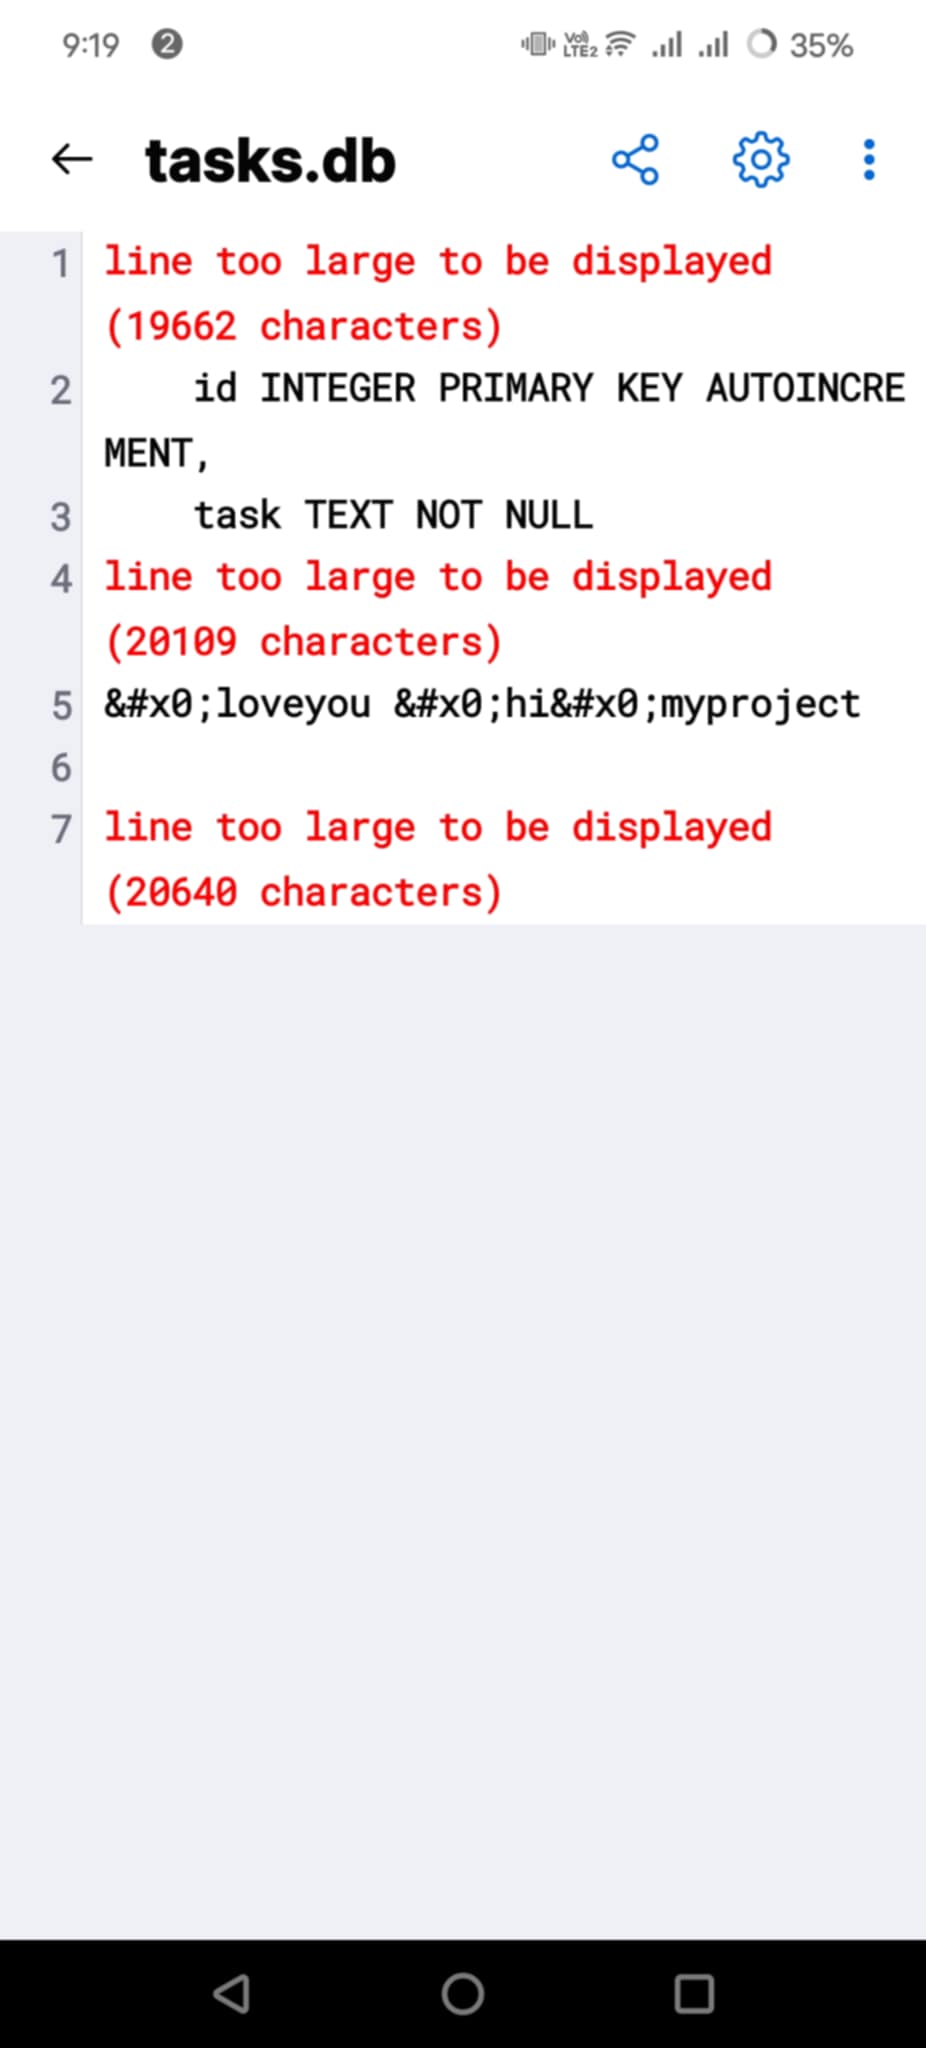 9:19 2 Vo) LTE2 35%
tasks.db
1 line too large to be displayed
(19662 characters)
2 id INTEGER PRIMARY KEY AUTOINCRE
MENT,
3 task TEXT NOT NULL
4 line too large to be displayed
(20109 characters)
5 &#x0;loveyou &#x0;hi&#x0;myproject
6
7 line too large to be displayed
(20640 characters)